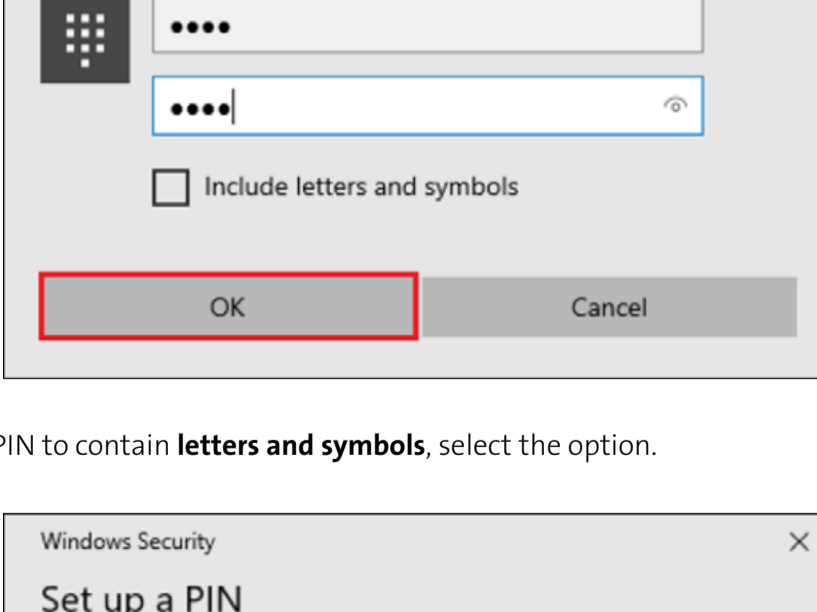 ••••
••••
Include letters and symbols
OK Cancel
PIN to contain letters and symbols, select the option.
Windows Security
Set up a PIN